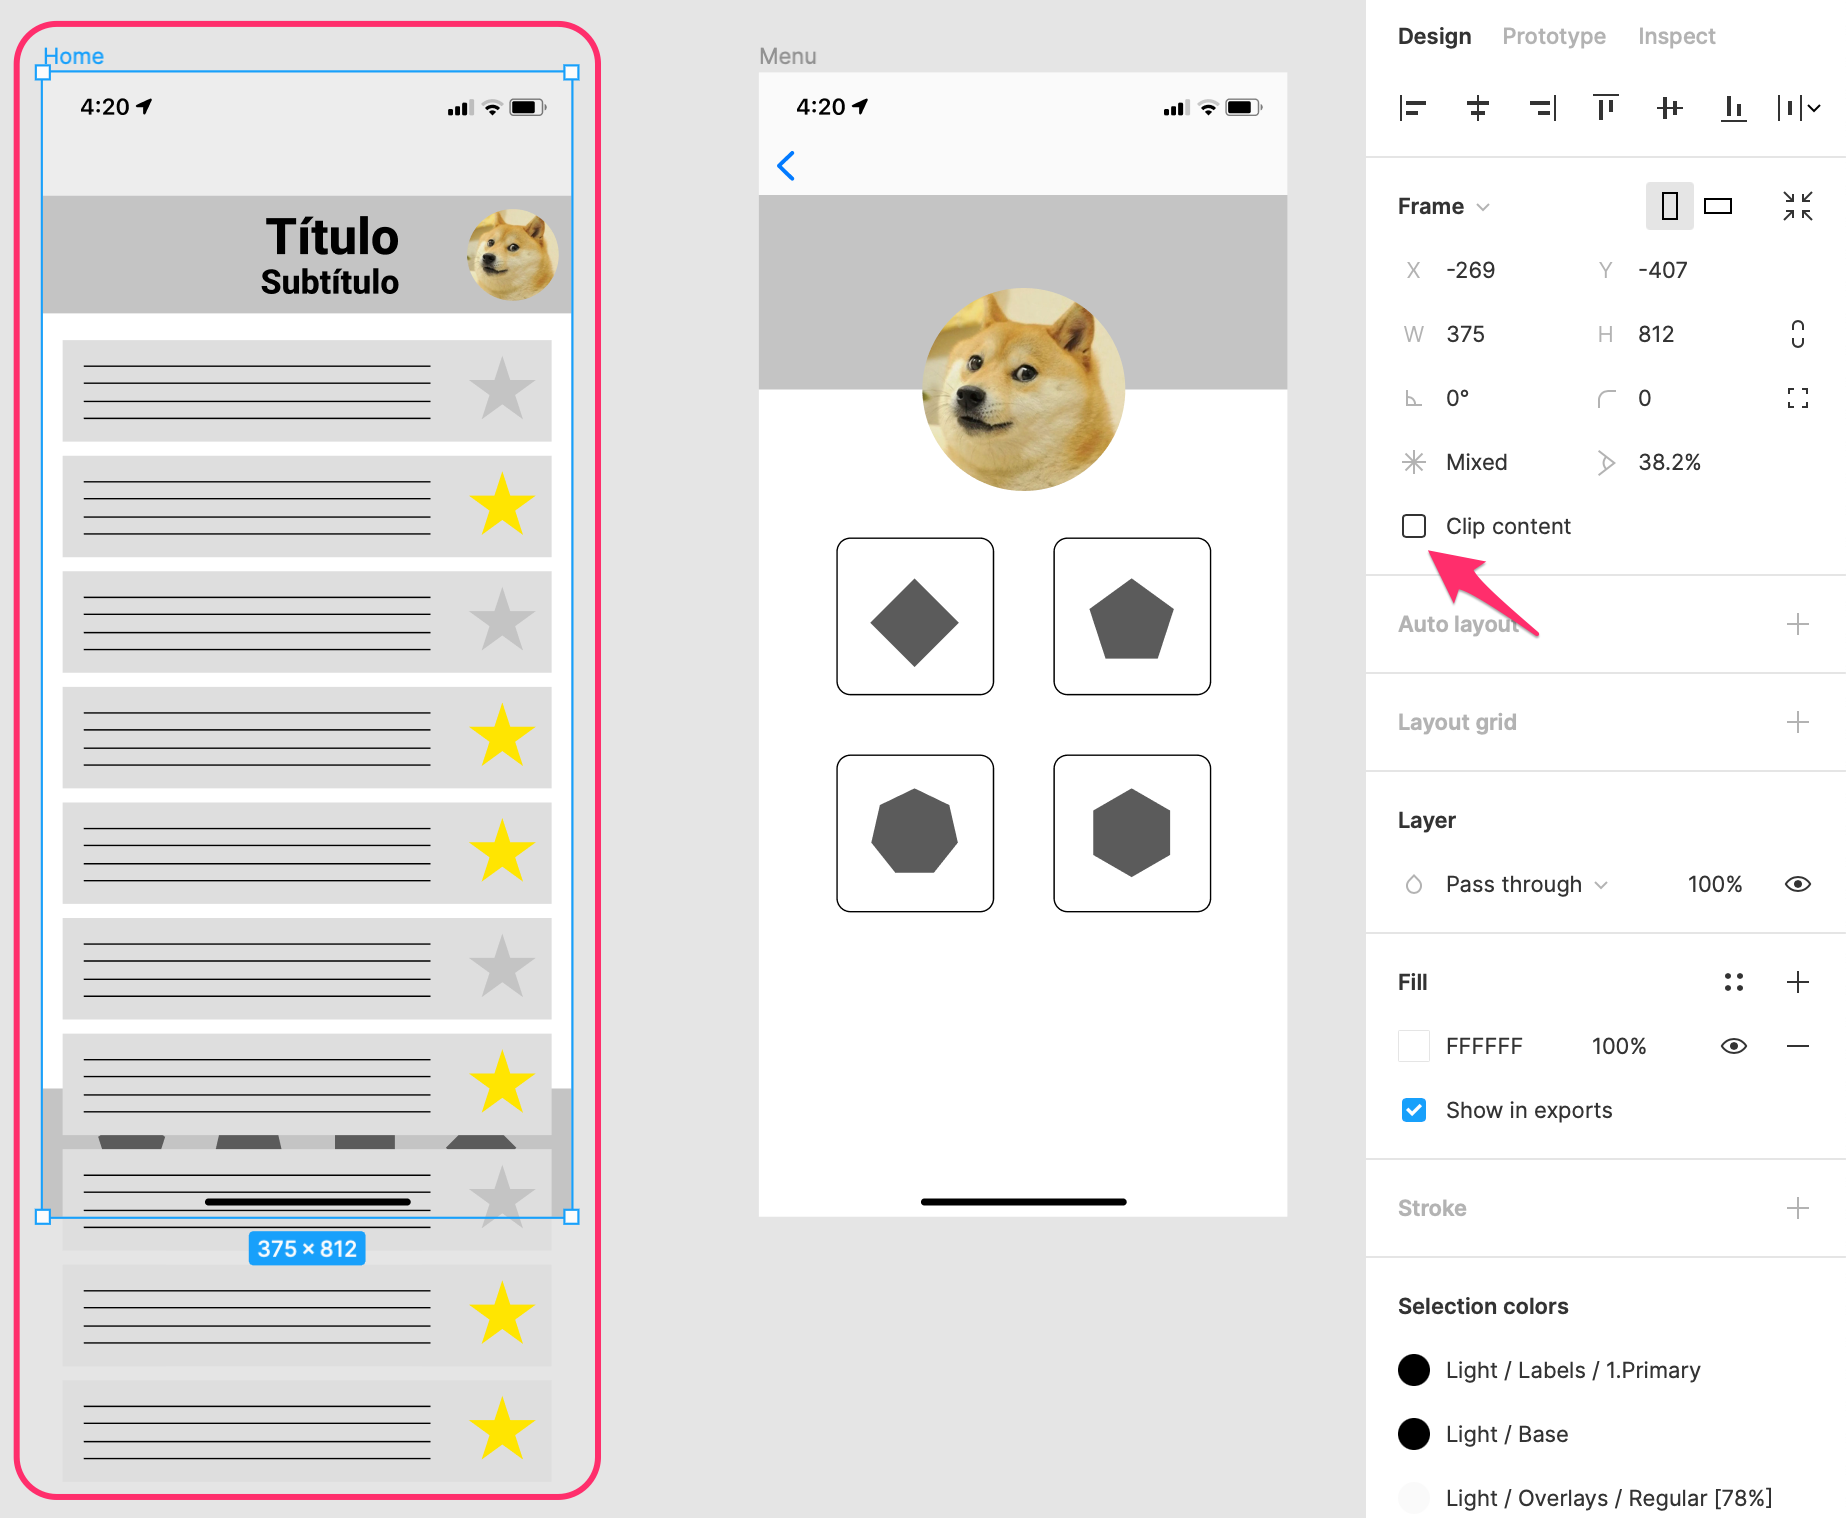 Home
4:20
Título
Subtítulo
375 × 812
Menu
4:20
Design Prototype Inspect
Frame
X -269 Y -407
W 375 H 812
0° 0
Mixed 38.2%
Clip content
Auto layout
Layout grid
Layer
Pass through 100%
Fill
FFFFFF 100%
Show in exports
Stroke
Selection colors
Light / Labels / 1.Primary
Light / Base
Light / Overlays / Regular [78%]